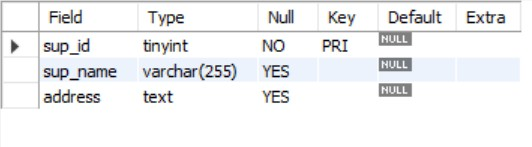 Field Type Null Key Default Extra
sup_id tinyint NO PRI NULL
sup_name varchar(255) YES NULL
address text YES NULL